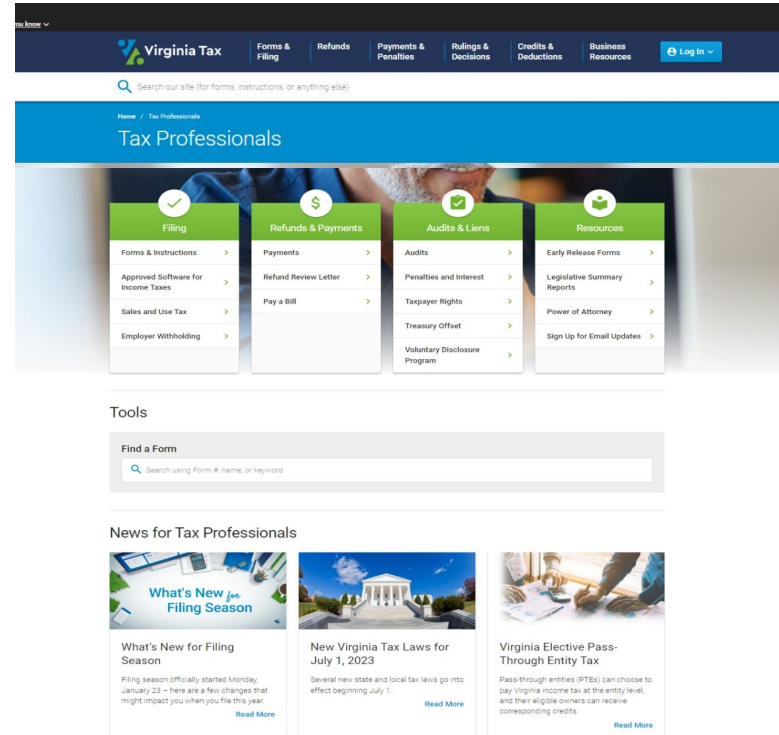 you know
Virginia Tax
Forms &
Filing
Refunds
Payments &
Penalties
Rulings &
Decisions
Credits &
Deductions
Business
Resources
Log In
Search our site (for forms, instructions, or anything else)
Home / Tax Professionals
Tax Professionals
Filing
Forms & Instructions
Approved Software for
Income Taxes
Sales and Use Tax
Employer Withholding
Refunds & Payments
Payments
Refund Review Letter
Pay a Bill
Audits & Liens
Audits
Penalties and Interest
Taxpayer Rights
Treasury Offset
Voluntary Disclosure
Program
Resources
Early Release Forms
Legislative Summary
Reports
Power of Attorney
Sign Up for Email Updates
Tools
Find a Form
Search using Form #, name, or keyword
News for Tax Professionals
What's New for
Filing Season
What's New for Filing
Season
Filing season officially started Monday,
January 23 – here are a few changes that
might impact you when you file this year.
Read More
New Virginia Tax Laws for
July 1, 2023
Several new state and local tax laws go into
effect beginning July 1.
Read More
Virginia Elective Pass-
Through Entity Tax
Pass-through entities (PTEs) can choose to
pay Virginia income tax at the entity level,
and their eligible owners can receive
corresponding credits.
Read More